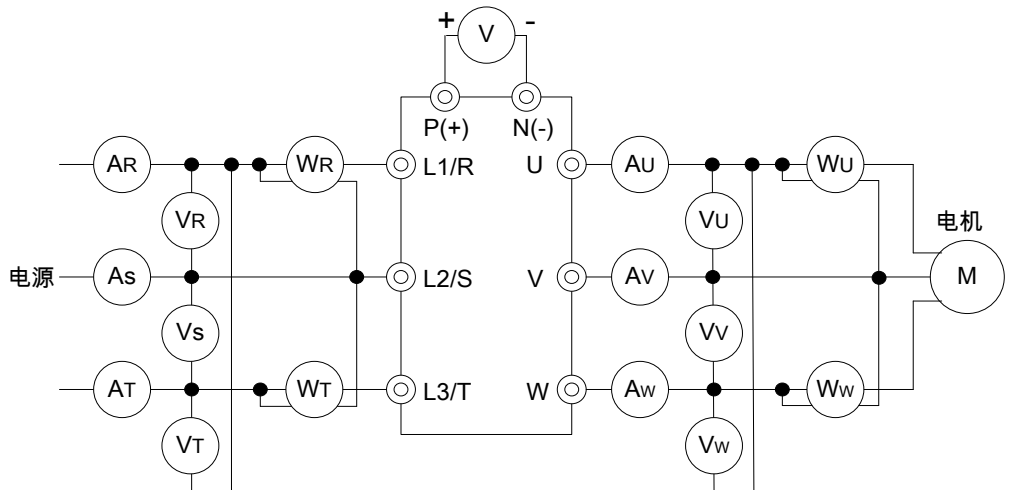 + V -
P(+) N(-)
AR WR L1/R U AU WU
VR VU 电机
电源 As L2/S V AV M
Vs VV
AT WT L3/T W AW WW
VT VW